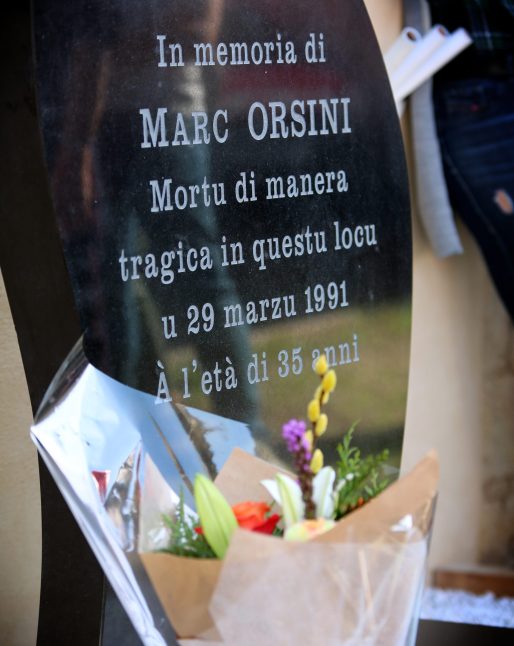 In memoria di
MARC ORSINI
Mortu di manera
tragica in questu locu
u 29 marzu 1991
À l'età di 35 anni